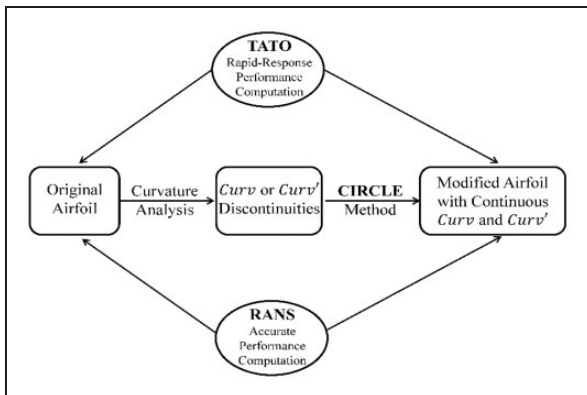 TATO
Rapid-Response
Performance
Computation
Original
Airfoil
Curvature
Analysis
Curv or Curv′
Discontinuities
CIRCLE
Method
Modified Airfoil
with Continuous
Curv and Curv′
RANS
Accurate
Performance
Computation